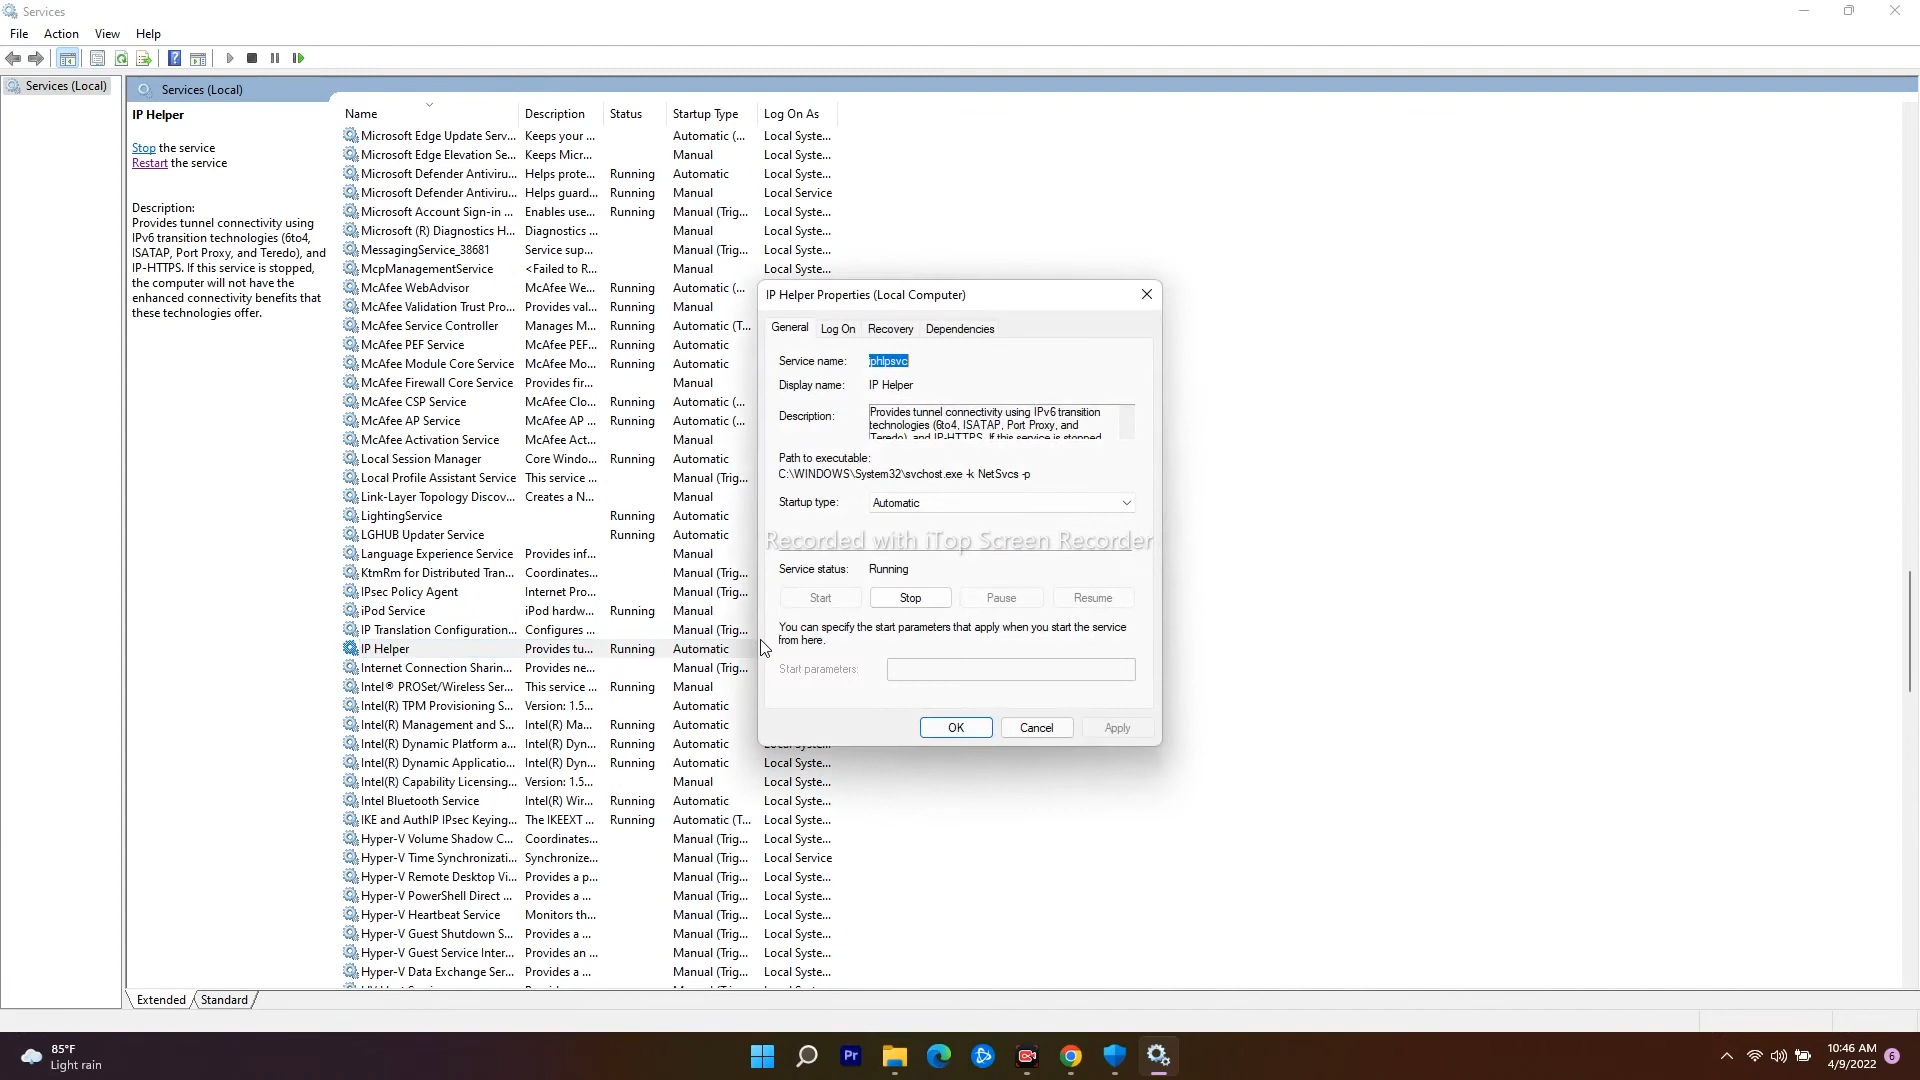 Services
File Action View Help
Services (Local)
Services (Local)
IP Helper
Stop the service
Restart the service
Description:
Provides tunnel connectivity using
IPv6 transition technologies (6to4,
ISATAP, Port Proxy, and Teredo), and
IP-HTTPS. If this service is stopped,
the computer will not have the
enhanced connectivity benefits that
these technologies offer.
Name Description Status Startup Type Log On As
Microsoft Edge Update Serv... Keeps your ... Automatic (... Local Syste...
Microsoft Edge Elevation Se... Keeps Micr... Manual Local Syste...
Microsoft Defender Antiviru... Helps prote... Running Automatic Local Syste...
Microsoft Defender Antiviru... Helps guard... Running Manual Local Service
Microsoft Account Sign-in ... Enables use... Running Manual (Trig... Local Syste...
Microsoft (R) Diagnostics H... Diagnostics ... Manual Local Syste...
MessagingService_38681 Service sup... Manual (Trig... Local Syste...
McpManagementService <Failed to R... Manual Local Syste...
McAfee WebAdvisor McAfee We... Running Automatic (...
McAfee Validation Trust Pro... Provides val... Running Manual
McAfee Service Controller Manages M... Running Automatic (T...
McAfee PEF Service McAfee PEF... Running Automatic
McAfee Module Core Service McAfee Mo... Running Automatic
McAfee Firewall Core Service Provides fir... Manual
McAfee CSP Service McAfee Clo... Running Automatic (...
McAfee AP Service McAfee AP ... Running Automatic (...
McAfee Activation Service McAfee Act... Manual
Local Session Manager Core Windo... Running Automatic
Local Profile Assistant Service This service ... Manual (Trig...
Link-Layer Topology Discov... Creates a N... Manual
LightingService Running Automatic
LGHUB Updater Service Running Automatic
Language Experience Service Provides inf... Manual
KtmRm for Distributed Tran... Coordinates... Manual (Trig...
IPsec Policy Agent Internet Pro... Manual (Trig...
iPod Service iPod hardw... Running Manual
IP Translation Configuration... Configures ... Manual (Trig...
IP Helper Provides tu... Running Automatic
Internet Connection Sharin... Provides ne... Manual (Trig...
Intel® PROSet/Wireless Ser... This service ... Running Manual
Intel(R) TPM Provisioning S... Version: 1.5... Automatic
Intel(R) Management and S... Intel(R) Ma... Running Automatic
Intel(R) Dynamic Platform a... Intel(R) Dyn... Running Automatic Local Syste...
Intel(R) Dynamic Applicatio... Intel(R) Dyn... Running Automatic Local Syste...
Intel(R) Capability Licensing... Version: 1.5... Manual Local Syste...
Intel Bluetooth Service Intel(R) Wir... Running Automatic Local Syste...
IKE and AuthIP IPsec Keying... The IKEEXT ... Running Automatic (T... Local Syste...
Hyper-V Volume Shadow C... Coordinates... Manual (Trig... Local Syste...
Hyper-V Time Synchronizati... Synchronize... Manual (Trig... Local Service
Hyper-V Remote Desktop Vi... Provides a p... Manual (Trig... Local Syste...
Hyper-V PowerShell Direct ... Provides a ... Manual (Trig... Local Syste...
Hyper-V Heartbeat Service Monitors th... Manual (Trig... Local Syste...
Hyper-V Guest Shutdown S... Provides a ... Manual (Trig... Local Syste...
Hyper-V Guest Service Inter... Provides an ... Manual (Trig... Local Syste...
Hyper-V Data Exchange Ser... Provides a ... Manual (Trig... Local Syste...
IP Helper Properties (Local Computer)
General Log On Recovery Dependencies
Service name: iphlpsvc
Display name: IP Helper
Description: Provides tunnel connectivity using IPv6 transition
technologies (6to4, ISATAP, Port Proxy, and
Teredo), and IP-HTTPS. If this service is stopped,
Path to executable:
C:\WINDOWS\System32\svchost.exe -k NetSvcs -p
Startup type: Automatic
Recorded with iTop Screen Recorder
Service status: Running
Start Stop Pause Resume
You can specify the start parameters that apply when you start the service
from here.
Start parameters:
OK Cancel Apply
Extended Standard
85°F
Light rain
Pr
10:46 AM
4/9/2022
6